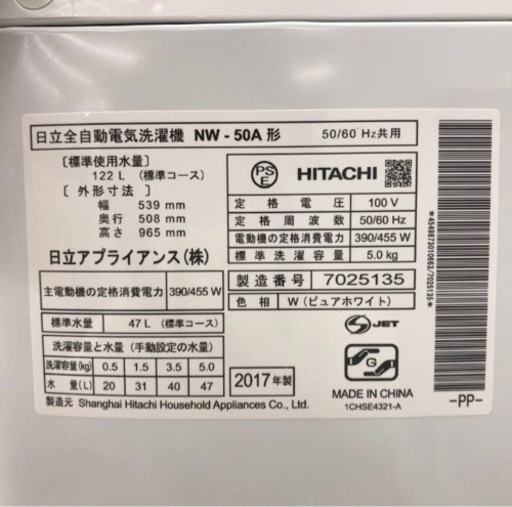 日立全自動電気洗濯機 NW - 50A 形 50/60 Hz共用
〔標準使用水量〕
122 L (標準コース)
〔 外 形 寸 法 〕
幅 539 mm
奥行 508 mm
高さ 965 mm
日立アプライアンス(株)
主電動機の定格消費電力 390/455 W
標準水量 47 L (標準コース)
洗濯容量と水量 (手動設定の水量)
洗濯容量(kg) 0.5 1.5 3.5 5.0
水 量(L) 20 31 40 47
製造元 Shanghai Hitachi Household Appliances Co., Ltd.
2017 年製
PS
E
HITACHI
定 格 電 圧 100 V
定 格 周 波 数 50/60 Hz
電動機の定格消費電力 390/455 W
標 準 洗 濯 容 量 5.0 kg
製 造 番 号 7025135
色 相 W (ピュアホワイト)
S JET
G
MADE IN CHINA
1CHSE4321-A
*4549873010663/7025135*
-PP-